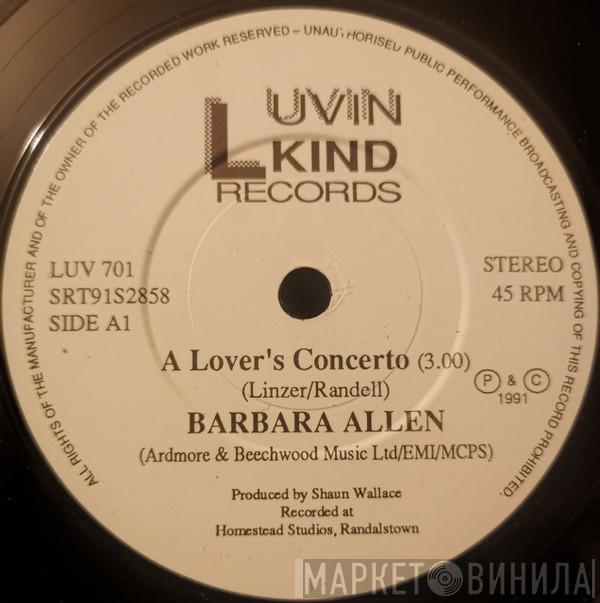 ALL RIGHTS OF THE MANUFACTURER AND OF THE OWNER OF THE RECORDED WORK RESERVED - UNAUTHORISED PUBLIC PERFORMANCE BROADCASTING AND COPYING OF THIS RECORD PROHIBITED.
LUVIN
KIND
RECORDS
LUV 701
SRT91S2858
SIDE A1
STEREO
45 RPM
A Lover's Concerto (3.00)
(Linzer/Randell)
P & C
1991
BARBARA ALLEN
(Ardmore & Beechwood Music Ltd/EMI/MCPS)
Produced by Shaun Wallace
Recorded at
Homestead Studios, Randalstown
МАРКЕТ ВИНИЛА